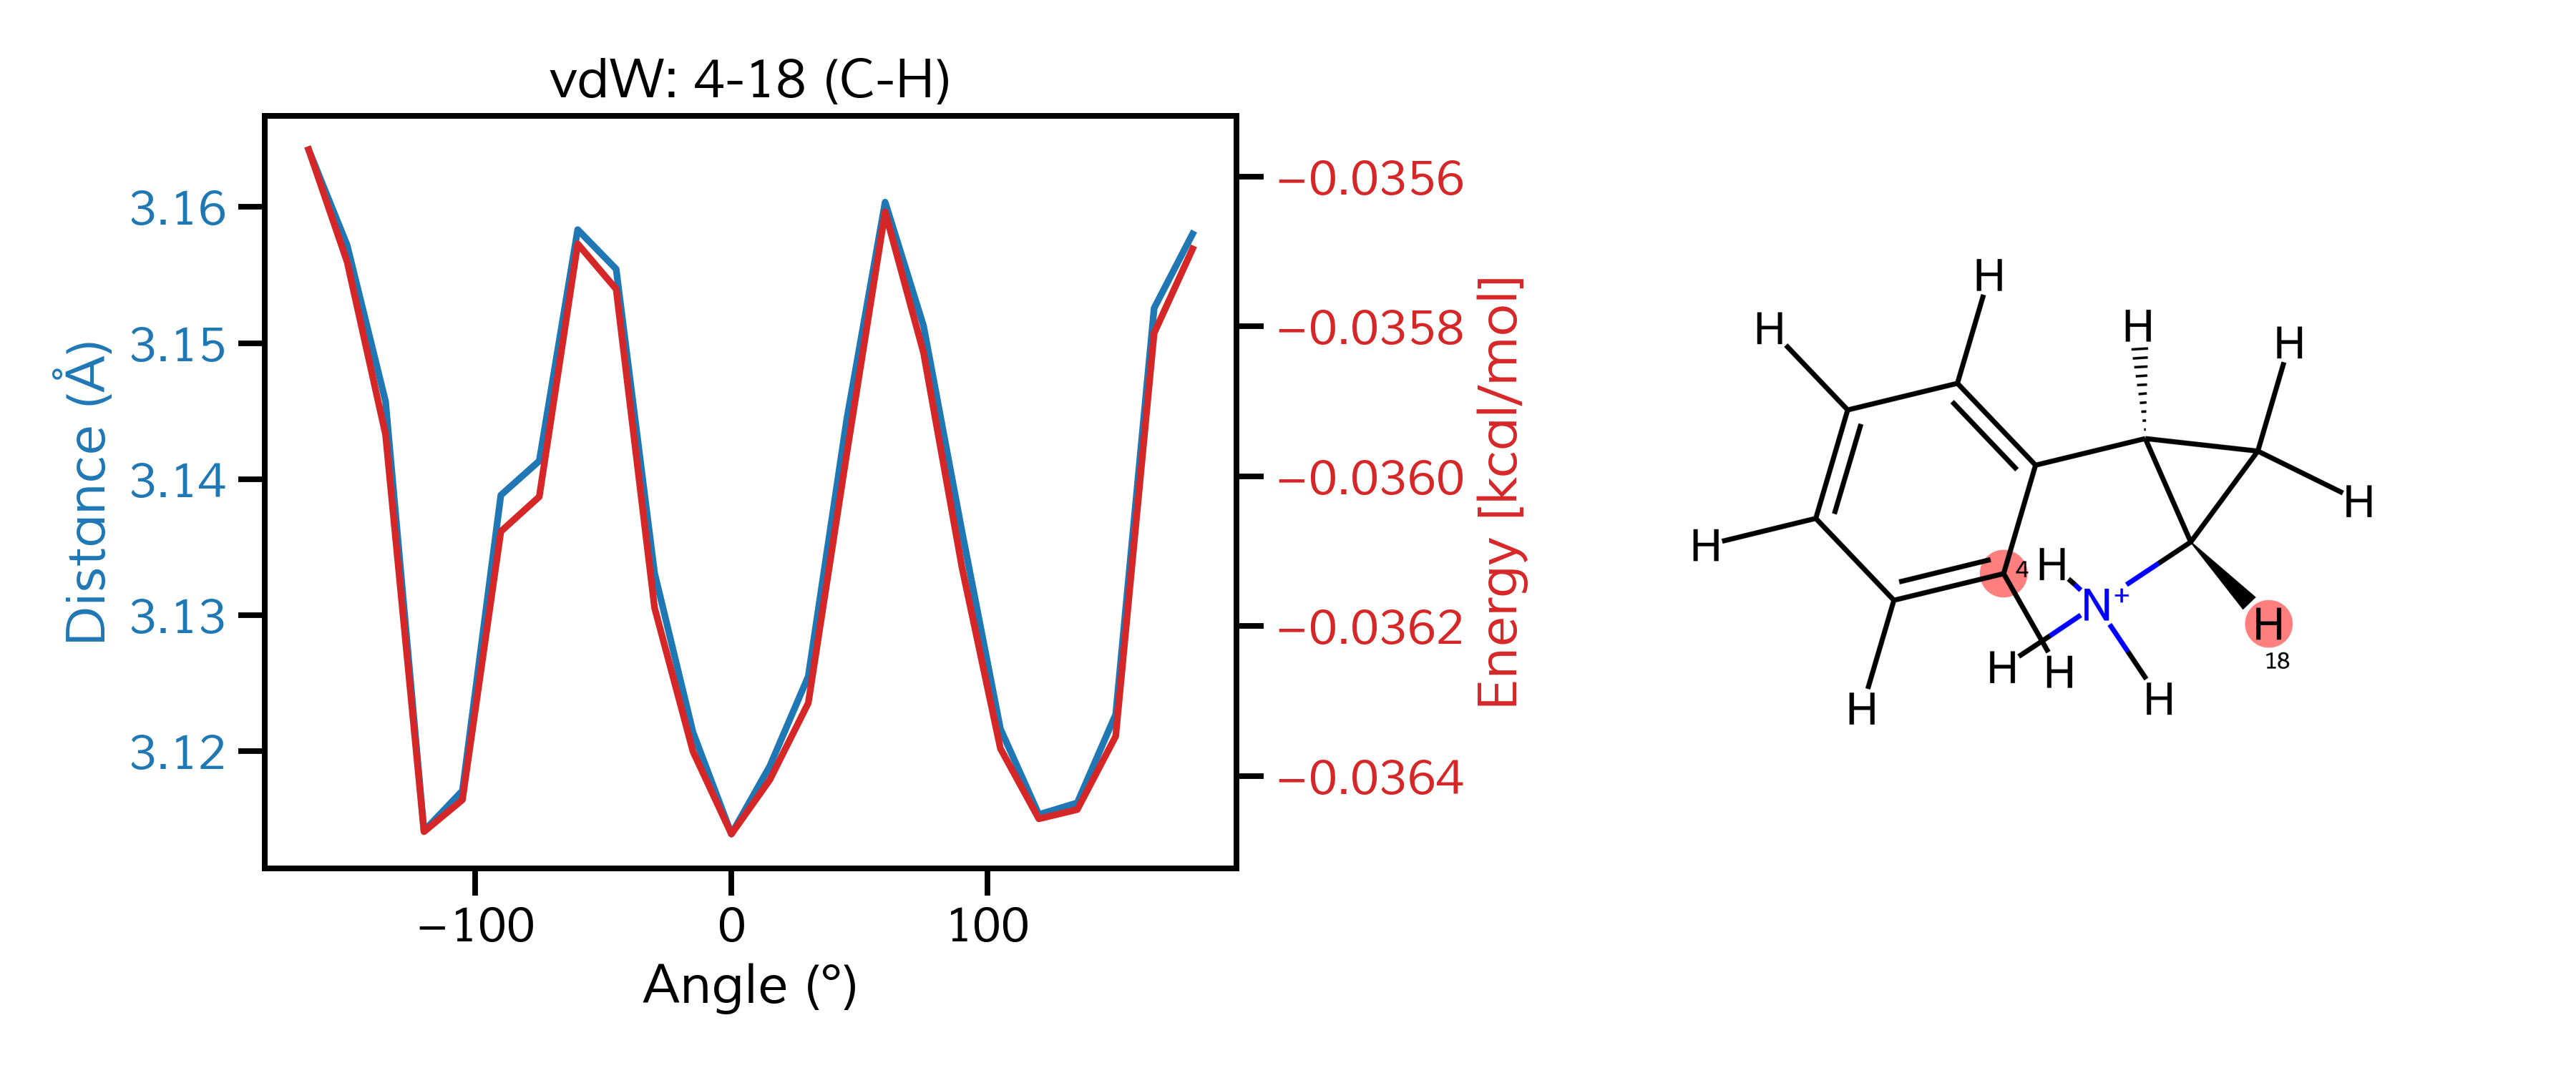 vdW: 4-18 (C-H)
3.16
3.15
3.14
3.13
3.12
Distance (Å)
−0.0356
−0.0358
−0.0360
−0.0362
−0.0364
Energy [kcal/mol]
−100
0
100
Angle (°)
H
H
H
H
H
H
H
4
H
N+
H
18
H
H
H
H